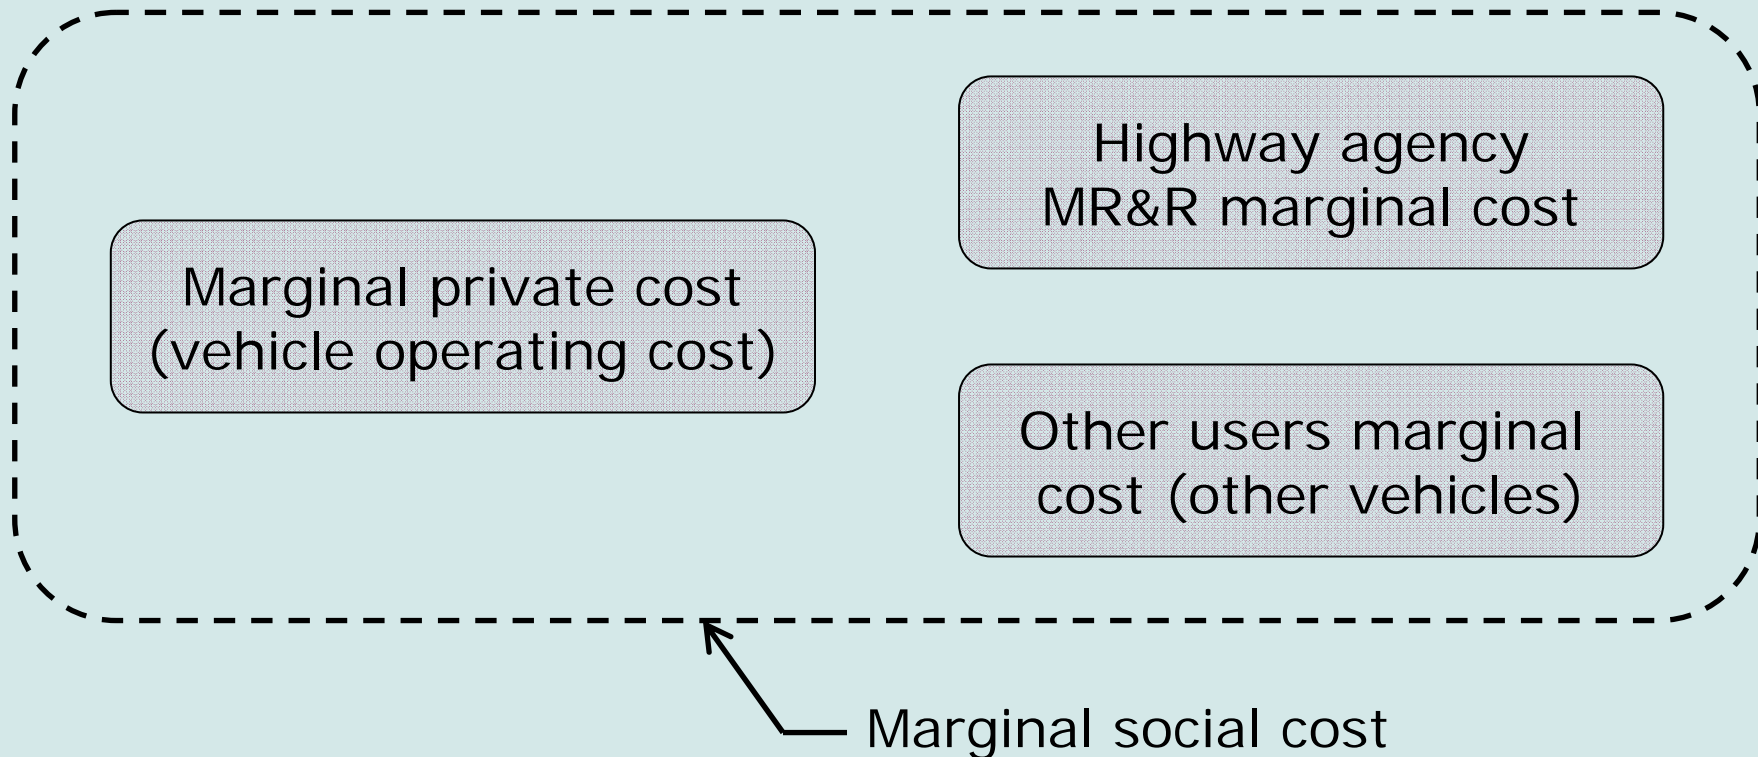 Highway agency
MR&R marginal cost
Marginal private cost
(vehicle operating cost)
Other users marginal
cost (other vehicles)
Marginal social cost